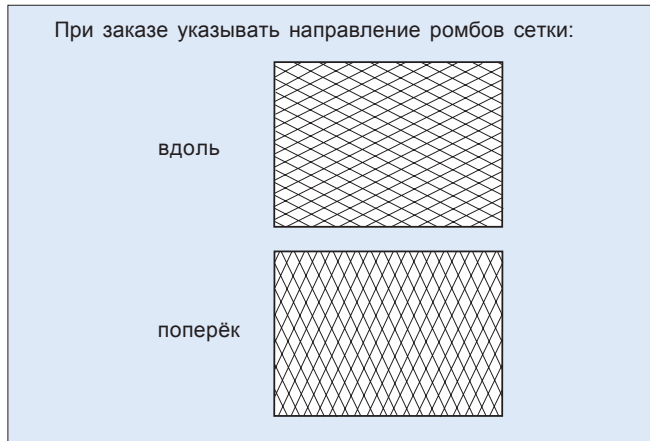 При заказе указывать направление ромбов сетки:
вдоль
поперёк